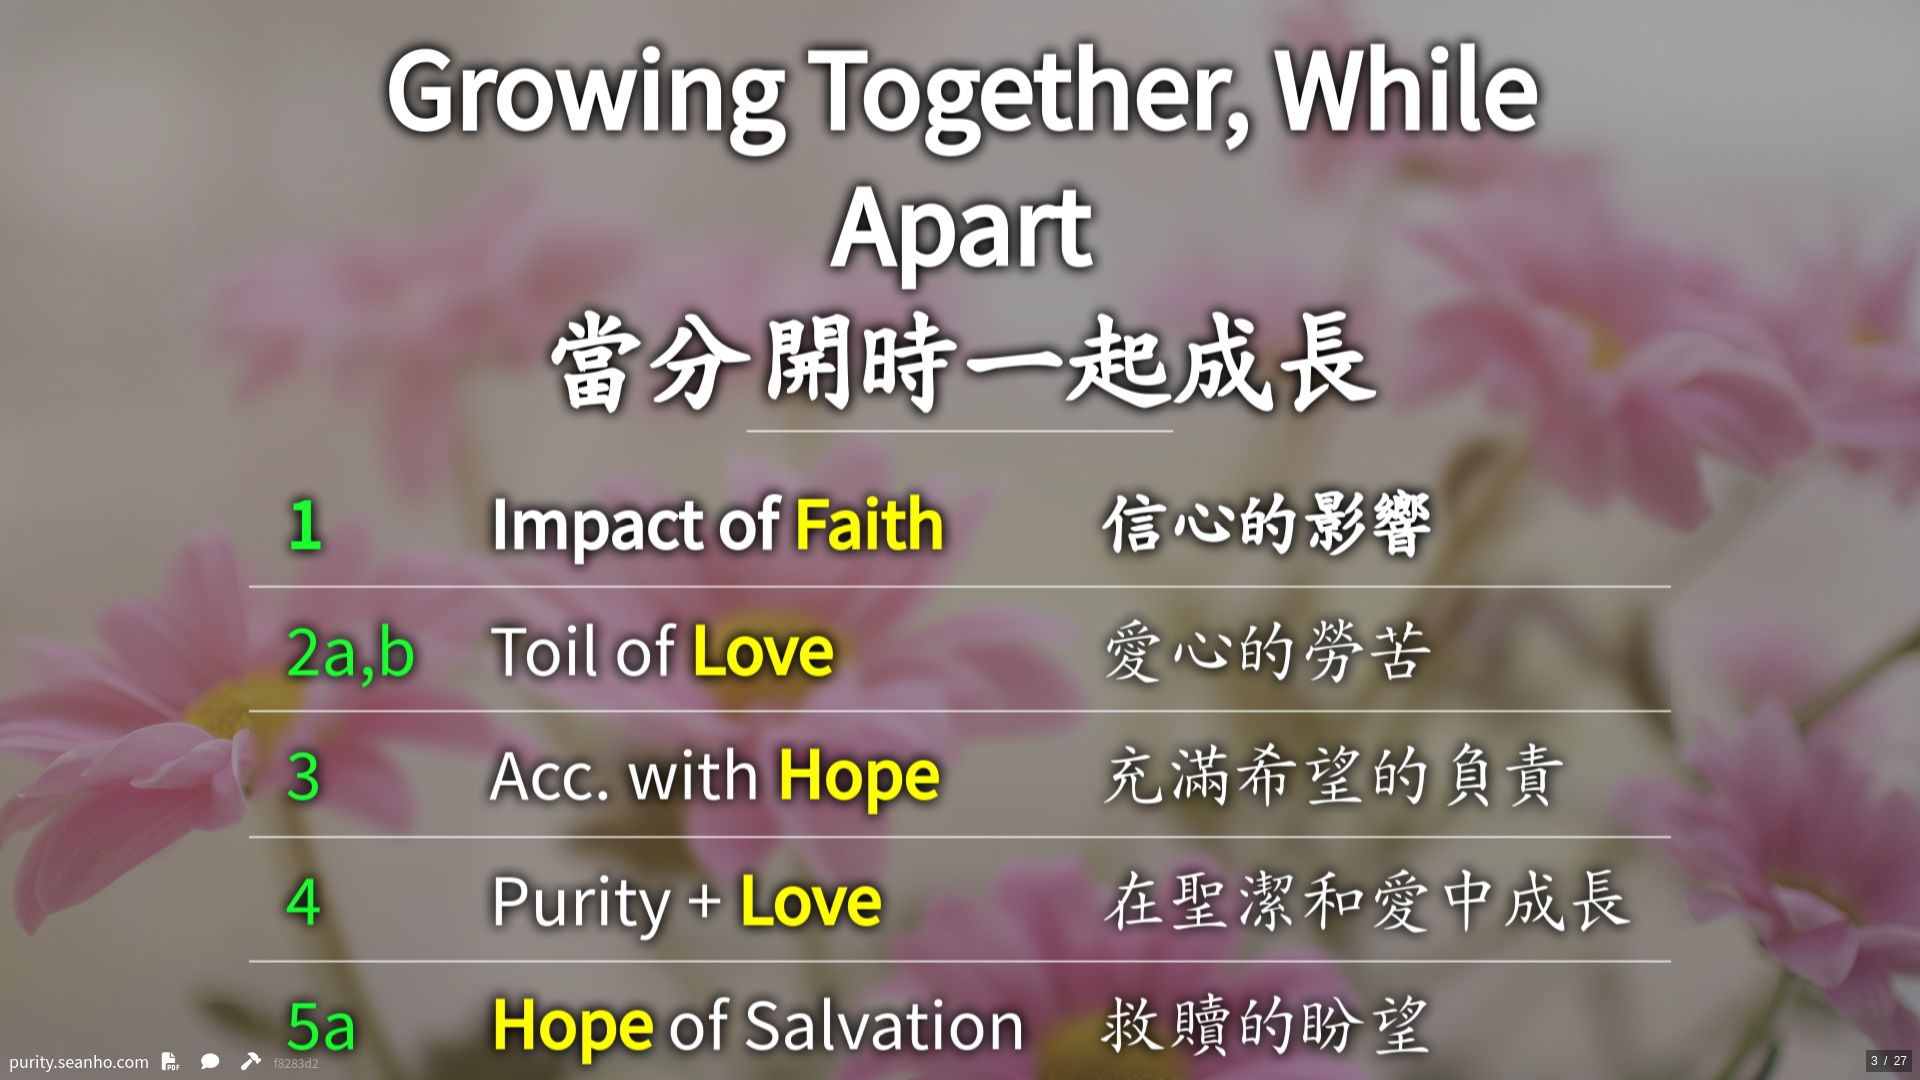 Growing Together, While
Apart
當分開時一起成長
1 Impact of Faith 信心的影響
2a,b Toil of Love 愛心的勞苦
3 Acc. with Hope 充滿希望的負責
4 Purity + Love 在聖潔和愛中成長
5a Hope of Salvation 救贖的盼望
purity.seanho.com PDF f8283d2 3 / 27